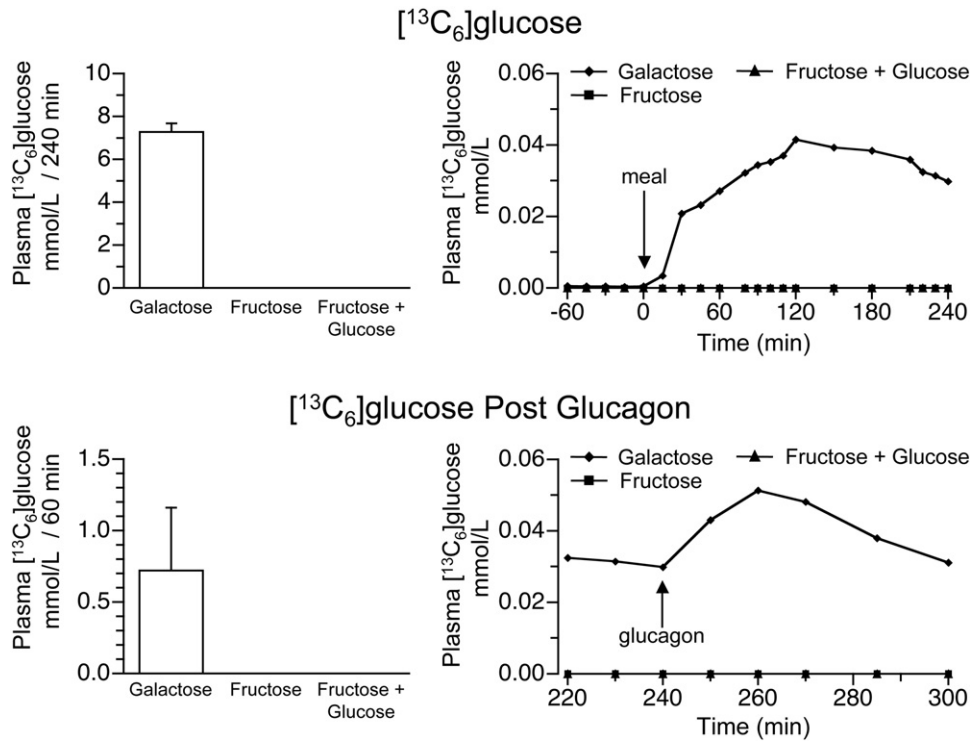 [¹³C₆]glucose
Plasma [¹³C₆]glucose
mmol/L / 240 min
10
8
6
4
2
0
Galactose Fructose Fructose +
Glucose
Plasma [¹³C₆]glucose
mmol/L
0.06
0.04
0.02
0.00
Galactose Fructose + Glucose
Fructose
meal
-60 0 60 120 180 240
Time (min)
[¹³C₆]glucose Post Glucagon
Plasma [¹³C₆]glucose
mmol/L / 60 min
1.5
1.0
0.5
0.0
Galactose Fructose Fructose +
Glucose
Plasma [¹³C₆]glucose
mmol/L
0.06
0.04
0.02
0.00
Galactose Fructose + Glucose
Fructose
glucagon
220 240 260 280 300
Time (min)